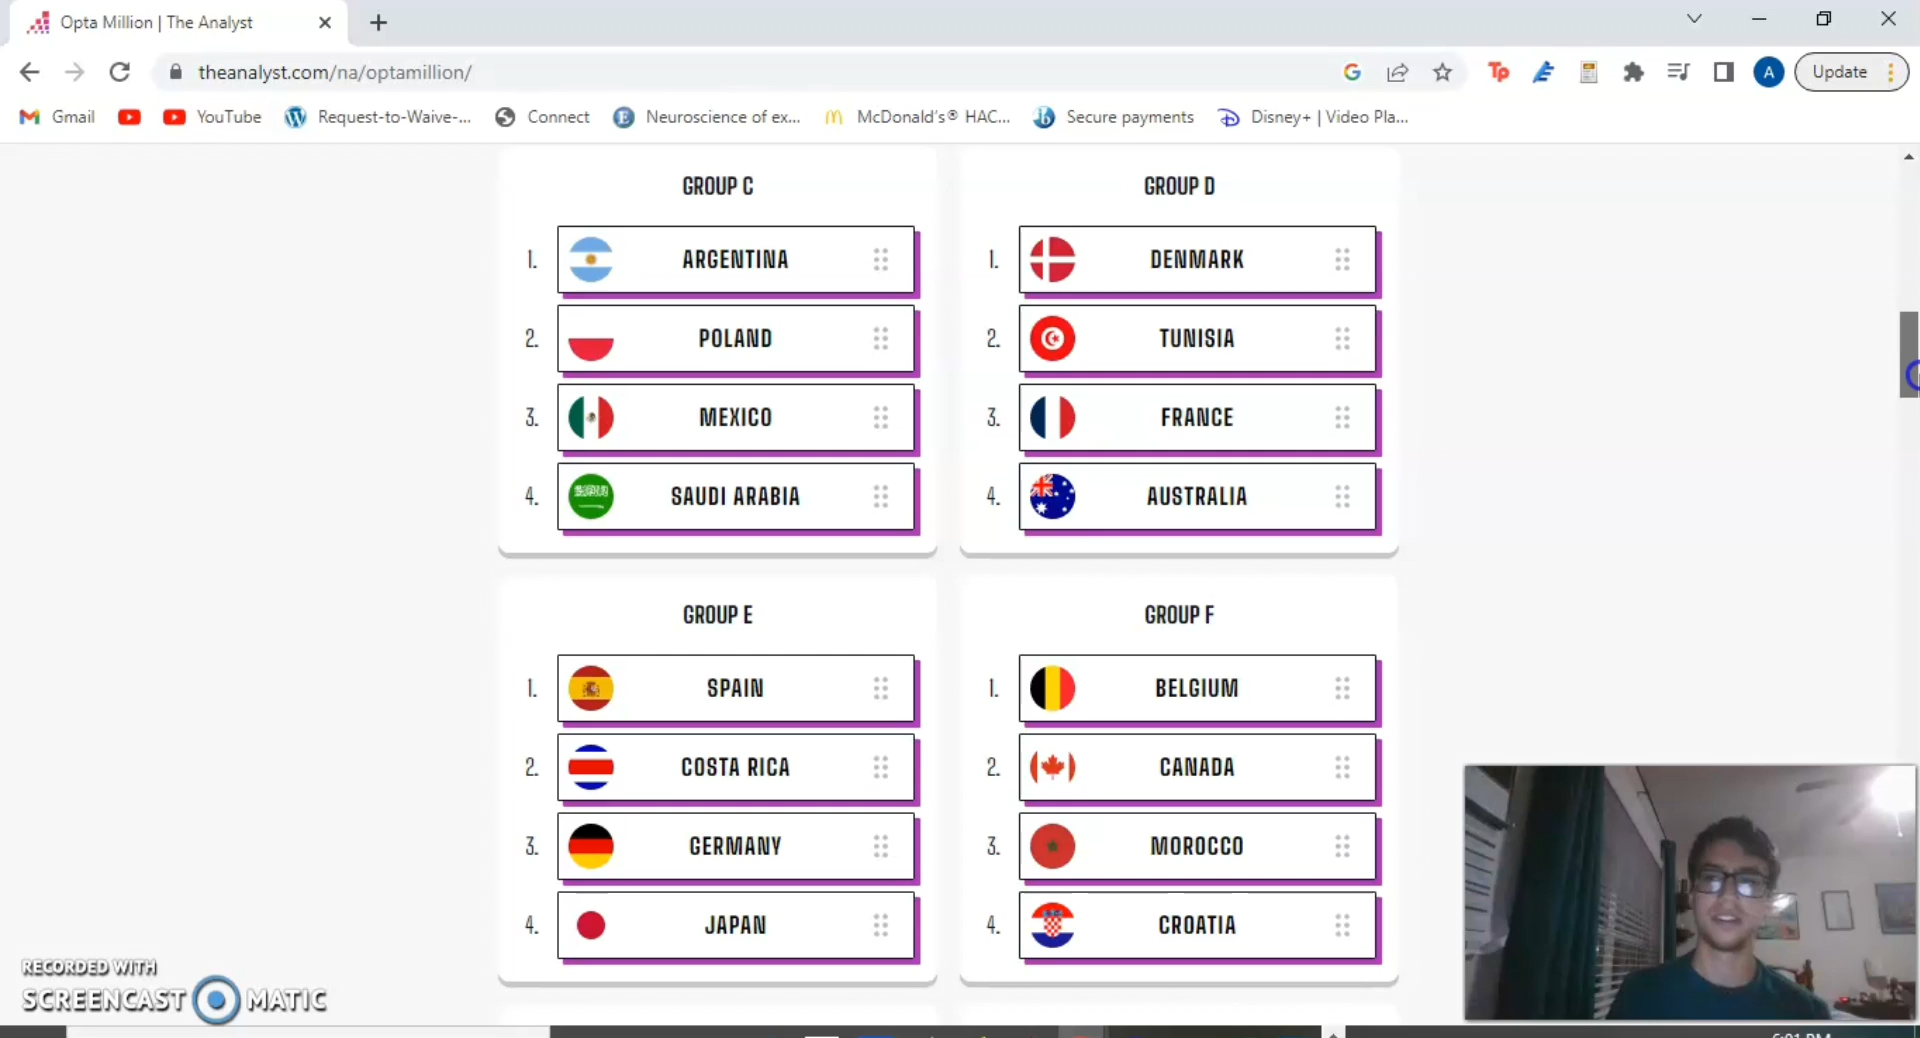 Opta Million | The Analyst
theanalyst.com/na/optamillion/
Update
Gmail
YouTube
Request-to-Waive-...
Connect
Neuroscience of ex...
McDonald's® HAC...
Secure payments
Disney+ | Video Pla...
GROUP C
1. ARGENTINA
2. POLAND
3. MEXICO
4. SAUDI ARABIA
GROUP D
1. DENMARK
2. TUNISIA
3. FRANCE
4. AUSTRALIA
GROUP E
1. SPAIN
2. COSTA RICA
3. GERMANY
4. JAPAN
GROUP F
1. BELGIUM
2. CANADA
3. MOROCCO
4. CROATIA
RECORDED WITH
SCREENCAST MATIC